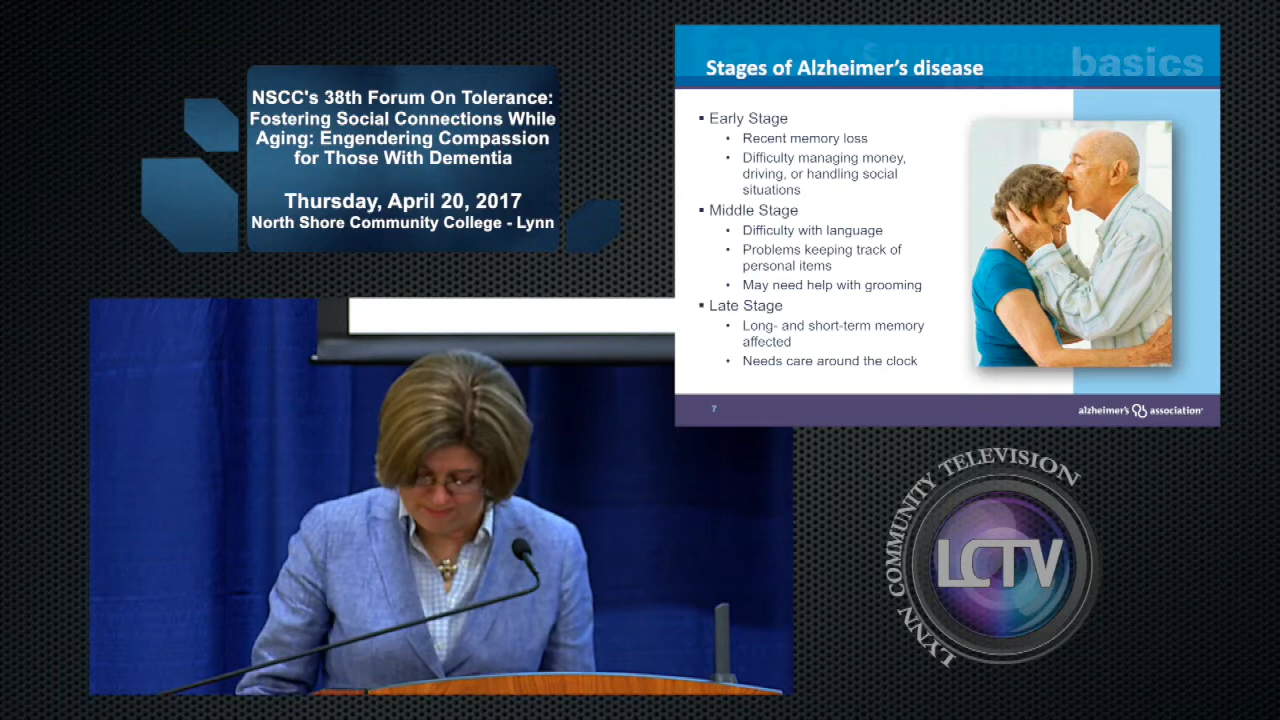 NSCC's 38th Forum On Tolerance:
Fostering Social Connections While
Aging: Engendering Compassion
for Those With Dementia
Thursday, April 20, 2017
North Shore Community College - Lynn
basics
Stages of Alzheimer's disease
▪ Early Stage
• Recent memory loss
• Difficulty managing money,
driving, or handling social
situations
▪ Middle Stage
• Difficulty with language
• Problems keeping track of
personal items
• May need help with grooming
▪ Late Stage
• Long- and short-term memory
affected
• Needs care around the clock
7
alzheimer's association
LYNN COMMUNITY TELEVISION
LCTV